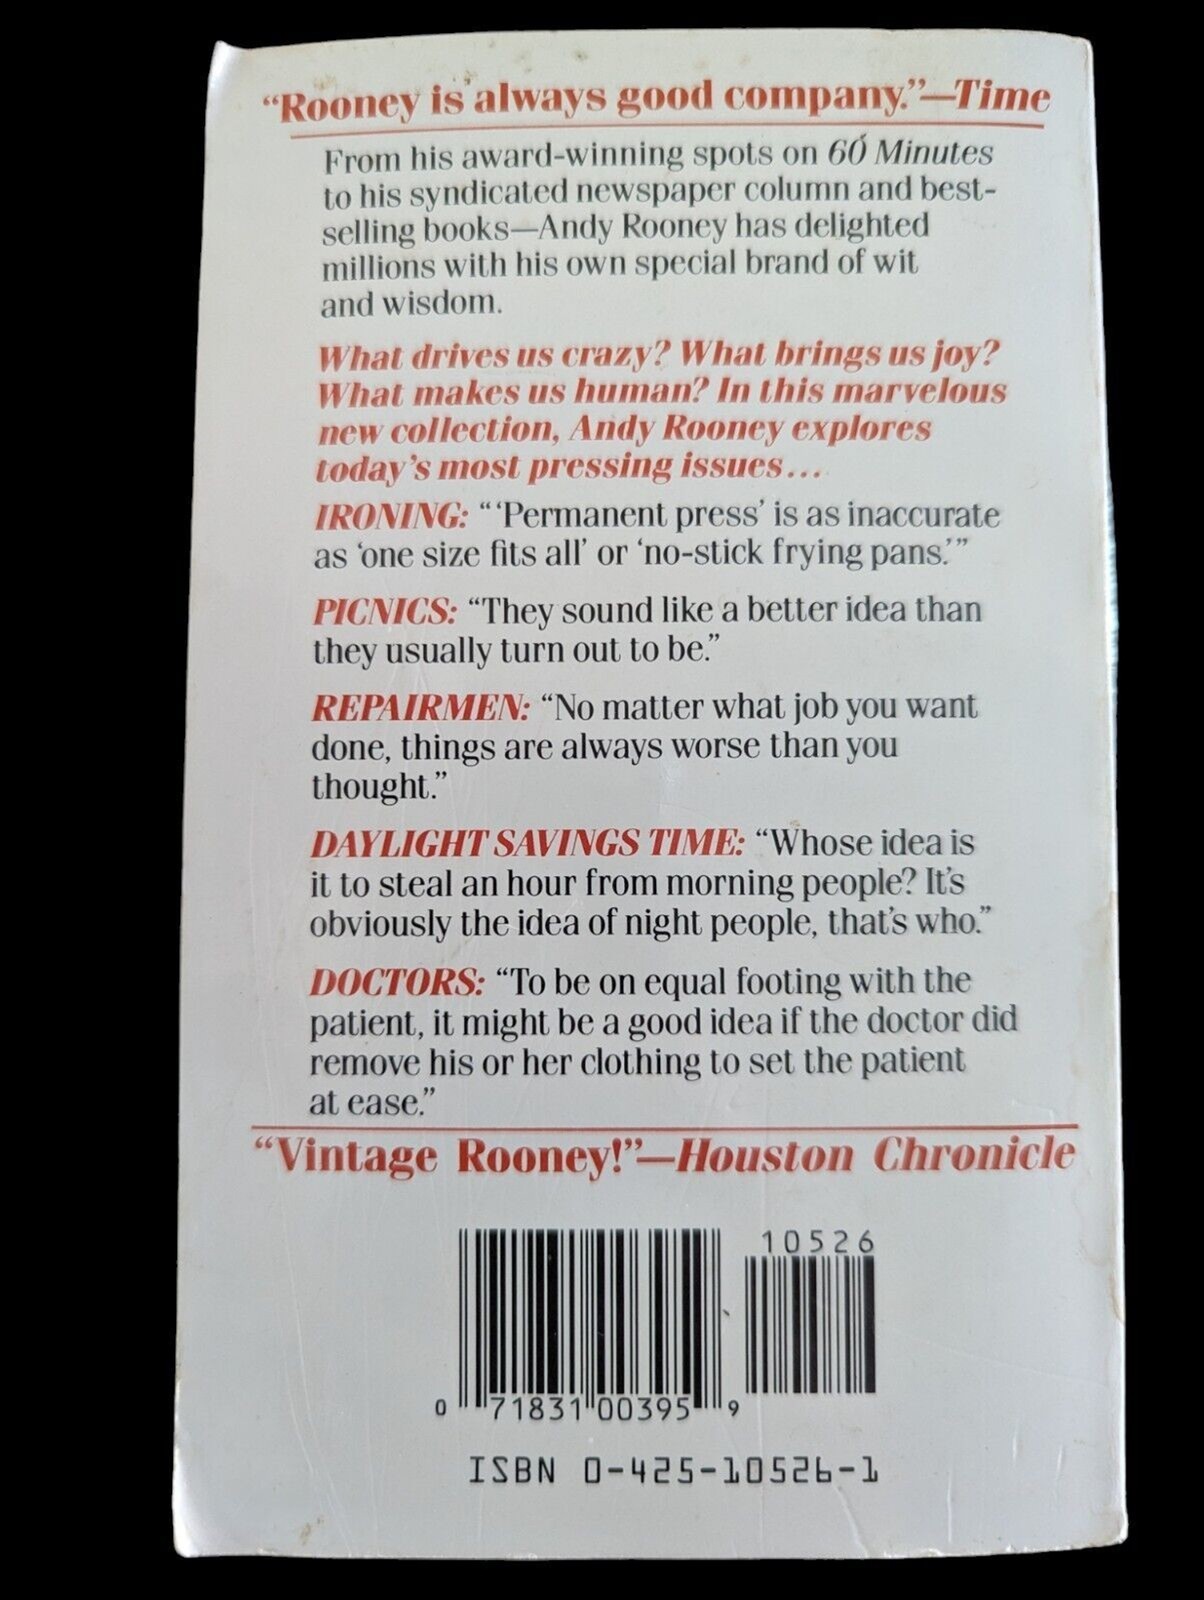 “Rooney is always good company.”—Time
From his award-winning spots on 60 Minutes
to his syndicated newspaper column and best-
selling books—Andy Rooney has delighted
millions with his own special brand of wit
and wisdom.
What drives us crazy? What brings us joy?
What makes us human? In this marvelous
new collection, Andy Rooney explores
today’s most pressing issues...
IRONING: “‘Permanent press’ is as inaccurate
as ‘one size fits all’ or ‘no-stick frying pans.’”
PICNICS: “They sound like a better idea than
they usually turn out to be.”
REPAIRMEN: “No matter what job you want
done, things are always worse than you
thought.”
DAYLIGHT SAVINGS TIME: “Whose idea is
it to steal an hour from morning people? It’s
obviously the idea of night people, that’s who.”
DOCTORS: “To be on equal footing with the
patient, it might be a good idea if the doctor did
remove his or her clothing to set the patient
at ease.”
“Vintage Rooney!”—Houston Chronicle
10526
0 71831 00395 9
ISBN 0-425-10526-1